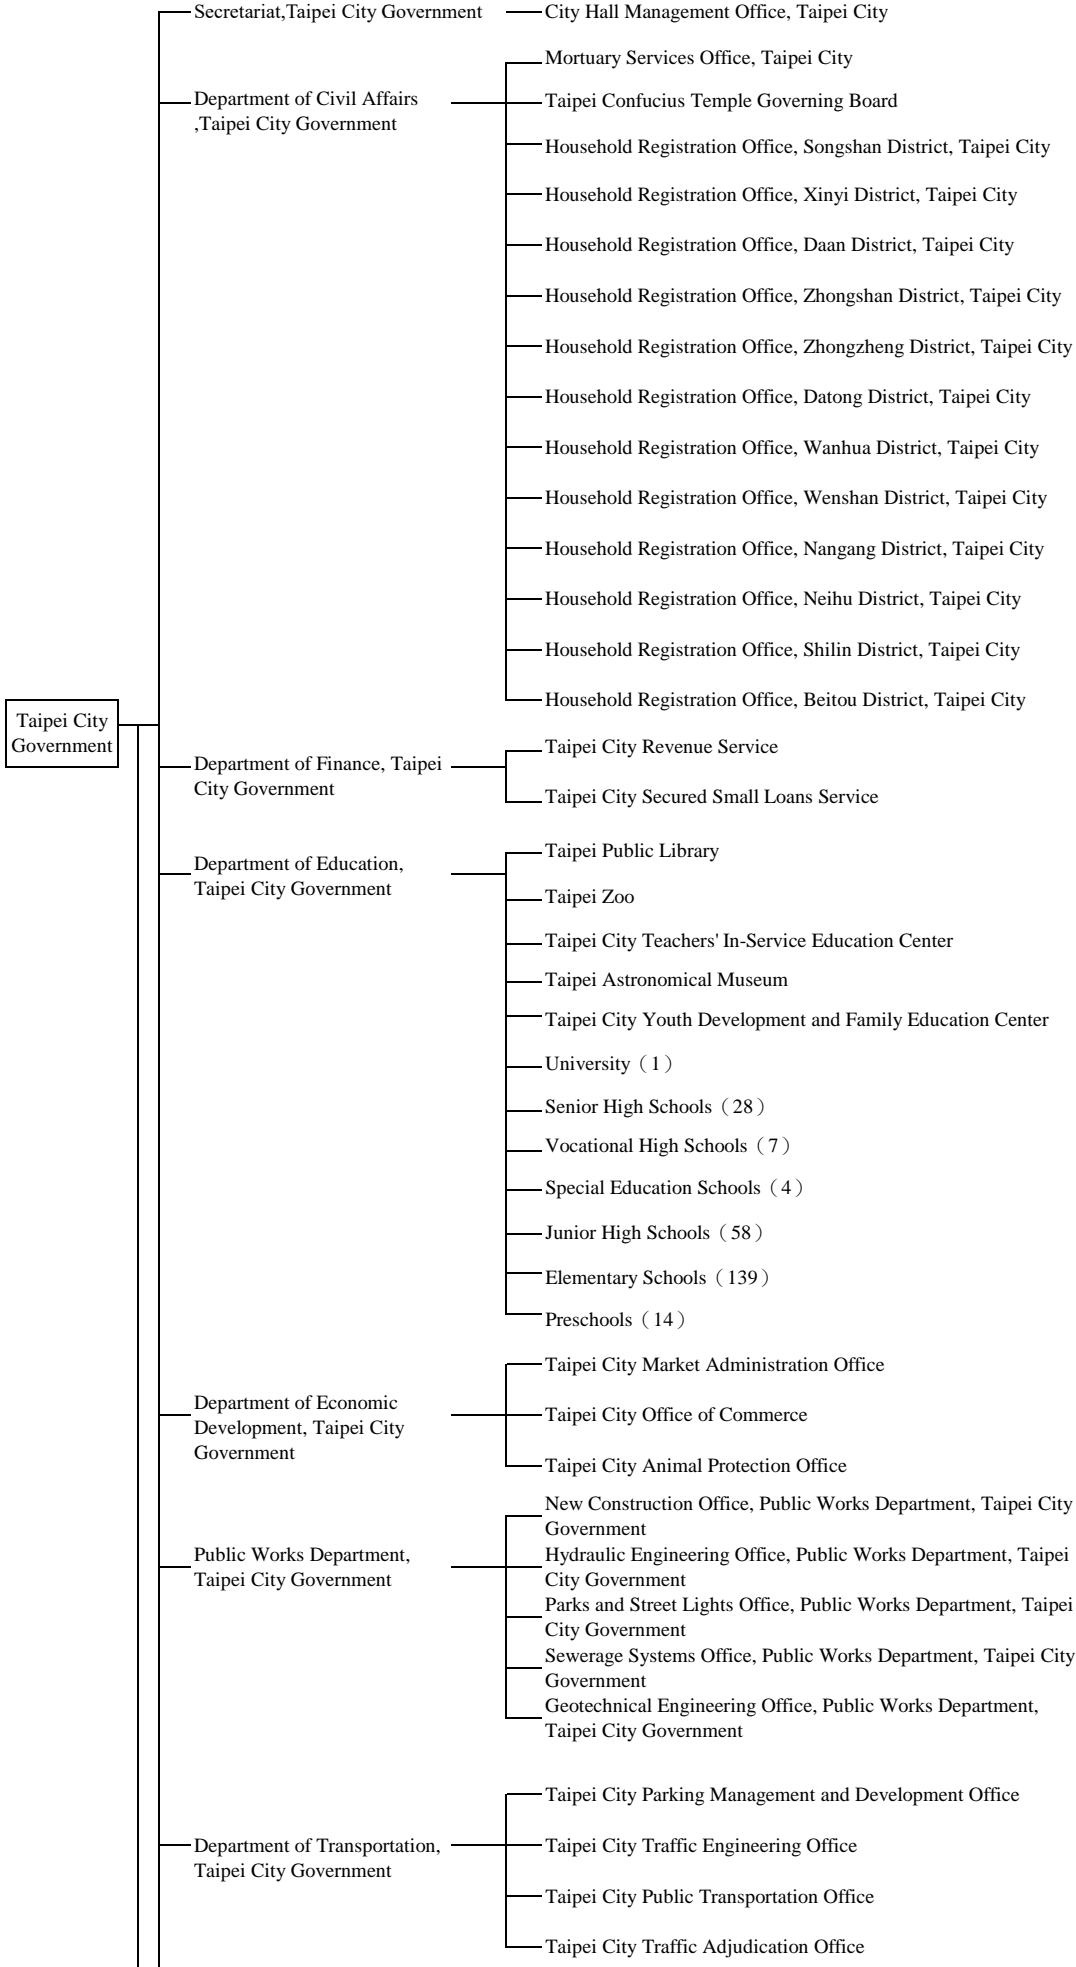 Secretariat,Taipei City Government
City Hall Management Office, Taipei City
Mortuary Services Office, Taipei City
Department of Civil Affairs
,Taipei City Government
Taipei Confucius Temple Governing Board
Household Registration Office, Songshan District, Taipei City
Household Registration Office, Xinyi District, Taipei City
Household Registration Office, Daan District, Taipei City
Household Registration Office, Zhongshan District, Taipei City
Household Registration Office, Zhongzheng District, Taipei City
Household Registration Office, Datong District, Taipei City
Household Registration Office, Wanhua District, Taipei City
Household Registration Office, Wenshan District, Taipei City
Household Registration Office, Nangang District, Taipei City
Household Registration Office, Neihu District, Taipei City
Household Registration Office, Shilin District, Taipei City
Household Registration Office, Beitou District, Taipei City
Taipei City
Government
Department of Finance, Taipei
City Government
Taipei City Revenue Service
Taipei City Secured Small Loans Service
Department of Education,
Taipei City Government
Taipei Public Library
Taipei Zoo
Taipei City Teachers' In-Service Education Center
Taipei Astronomical Museum
Taipei City Youth Development and Family Education Center
University（1）
Senior High Schools（28）
Vocational High Schools（7）
Special Education Schools（4）
Junior High Schools（58）
Elementary Schools（139）
Preschools（14）
Department of Economic
Development, Taipei City
Government
Taipei City Market Administration Office
Taipei City Office of Commerce
Taipei City Animal Protection Office
Public Works Department,
Taipei City Government
New Construction Office, Public Works Department, Taipei City
Government
Hydraulic Engineering Office, Public Works Department, Taipei
City Government
Parks and Street Lights Office, Public Works Department, Taipei
City Government
Sewerage Systems Office, Public Works Department, Taipei City
Government
Geotechnical Engineering Office, Public Works Department,
Taipei City Government
Department of Transportation,
Taipei City Government
Taipei City Parking Management and Development Office
Taipei City Traffic Engineering Office
Taipei City Public Transportation Office
Taipei City Traffic Adjudication Office